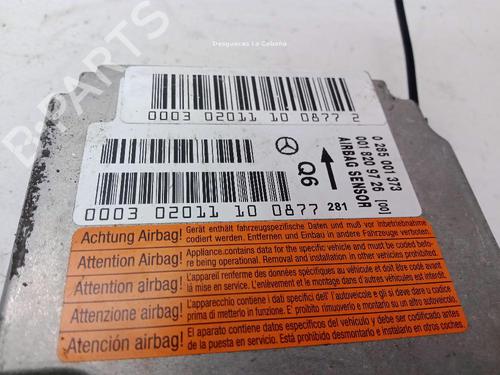 Desguaces La Cabaña
B-PARTS
0003 02011 10 0877 2
0 285 001 373
001 820 97 26 [00]
AIRBAG SENSOR
Q6
0003 02011 10 0877 281
Achtung Airbag! Gerät enthält fahrzeugspezifische Daten und muß vor Inbetriebnahme
codiert werden. Entfernen und Einbau in andere Fahrzeuge verboten.
Attention Airbag! Appliance.contains data for the specific vehicle and must be coded befo-
re being operational. Removal and installation in other vehicles prohibited.
Attention airbag! L'appareil renferme des données spécifiques au véhicule et doit être codé avant
la mise en service. L'enlèvement et le montage dans d'autres véhicules est interdit.
Attenzione airbag! L'apparecchio contiene i dati specifici dell'autoveicolo e gli si deve dare un codice
prima di metterlo in funzione. E' proibito rimuoverlo e montarlo su altre autovetture.
Atención airbag! El aparato contiene datos específicos del vehículo y debe ser codificado antes
de la puesta en servicio. Está prohibido desmontarlo e instalarlo en otros coches.